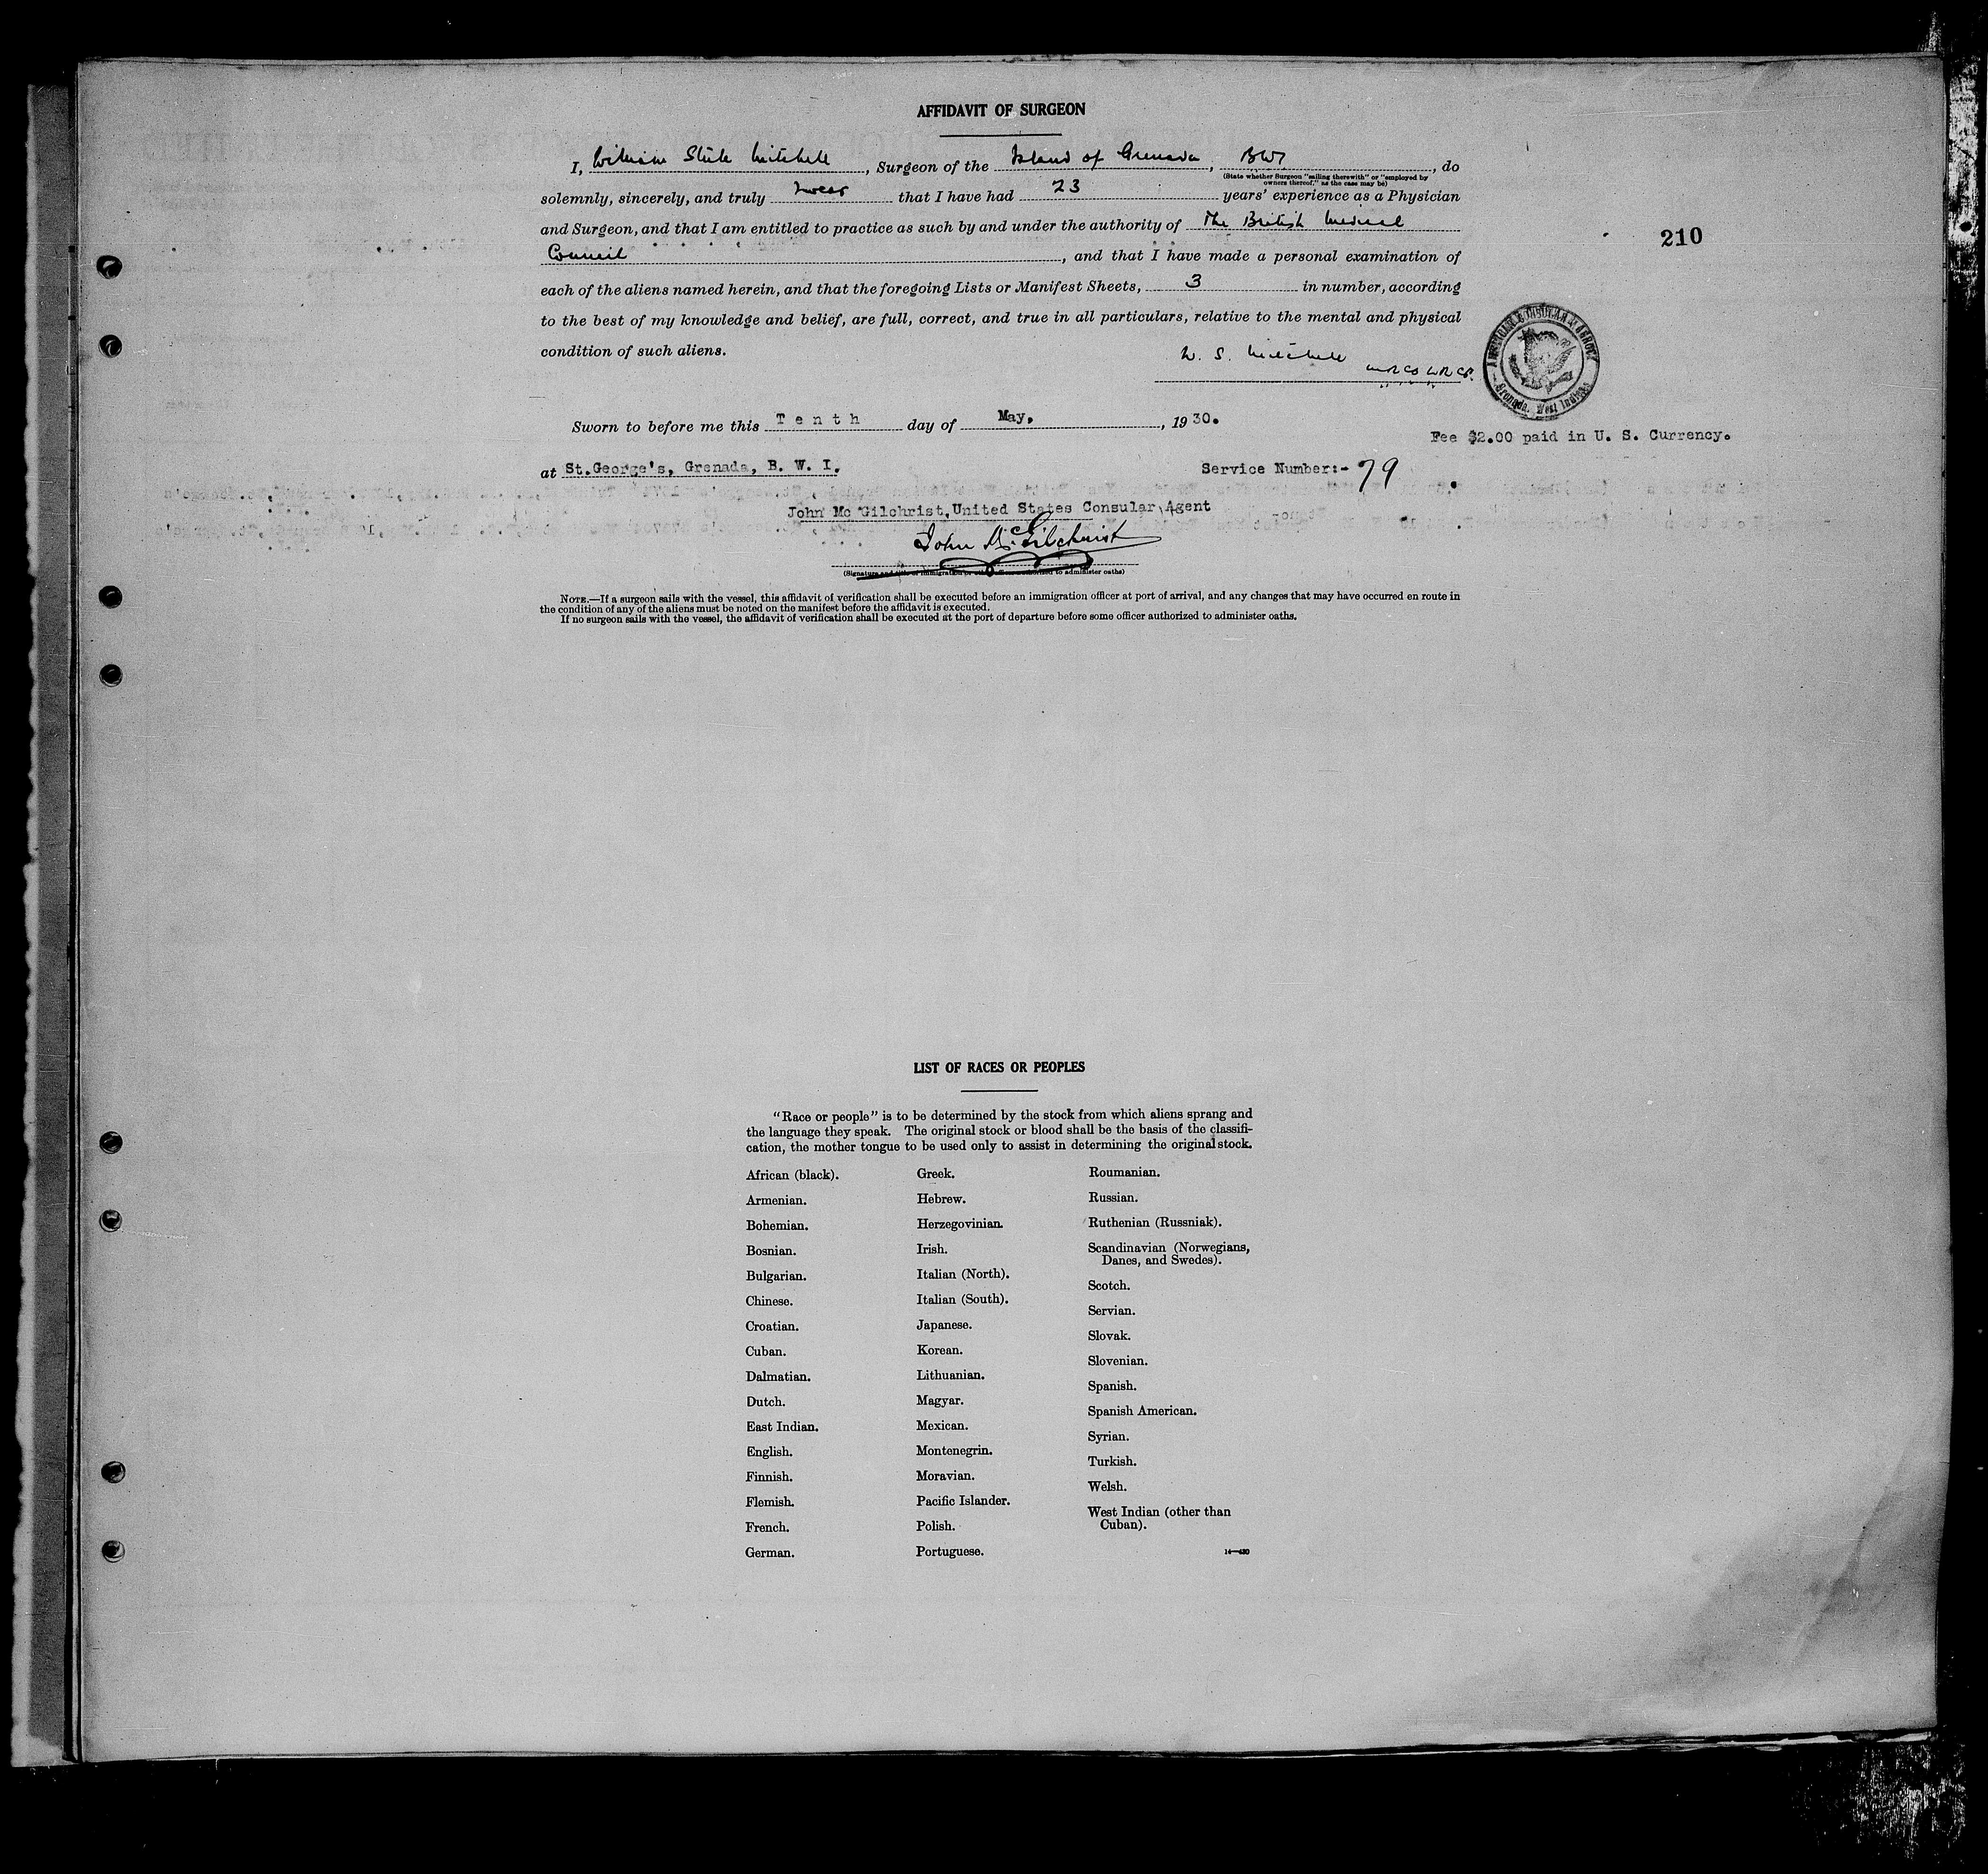 AFFIDAVIT OF SURGEON
I, William Mitchell, Surgeon of the Island of Grenada, BWI, do
(State whether Surgeon "sailing therewith" or "employed by owners thereof," as the case may be)
solemnly, sincerely, and truly swear that I have had 23 years' experience as a Physician
and Surgeon, and that I am entitled to practice as such by and under the authority of The British Medical
Council, and that I have made a personal examination of
each of the aliens named herein, and that the foregoing Lists or Manifest Sheets, 3 in number, according
to the best of my knowledge and belief, are full, correct, and true in all particulars, relative to the mental and physical
condition of such aliens.
W. S. Mitchell
210
Grenada. West Indies
Sworn to before me this Tenth day of May, 1930.
Fee $2.00 paid in U. S. Currency.
at St.George's, Grenada, B. W. I.
Service Number:- 79
John Mc Gilchrist, United States Consular Agent
John McGilchrist
(Signature and title of immigration or other officer authorized to administer oaths)
NOTE.—If a surgeon sails with the vessel, this affidavit of verification shall be executed before an immigration officer at port of arrival, and any changes that may have occurred en route in
the condition of any of the aliens must be noted on the manifest before the affidavit is executed.
If no surgeon sails with the vessel, the affidavit of verification shall be executed at the port of departure before some officer authorized to administer oaths.
LIST OF RACES OR PEOPLES
"Race or people" is to be determined by the stock from which aliens sprang and
the language they speak. The original stock or blood shall be the basis of the classifi-
cation, the mother tongue to be used only to assist in determining the original stock.
African (black).
Armenian.
Bohemian.
Bosnian.
Bulgarian.
Chinese.
Croatian.
Cuban.
Dalmatian.
Dutch.
East Indian.
English.
Finnish.
Flemish.
French.
German.
Greek.
Hebrew.
Herzegovinian.
Irish.
Italian (North).
Italian (South).
Japanese.
Korean.
Lithuanian.
Magyar.
Mexican.
Montenegrin.
Moravian.
Pacific Islander.
Polish.
Portuguese.
Roumanian.
Russian.
Ruthenian (Russniak).
Scandinavian (Norwegians,
Danes, and Swedes).
Scotch.
Servian.
Slovak.
Slovenian.
Spanish.
Spanish American.
Syrian.
Turkish.
Welsh.
West Indian (other than
Cuban).